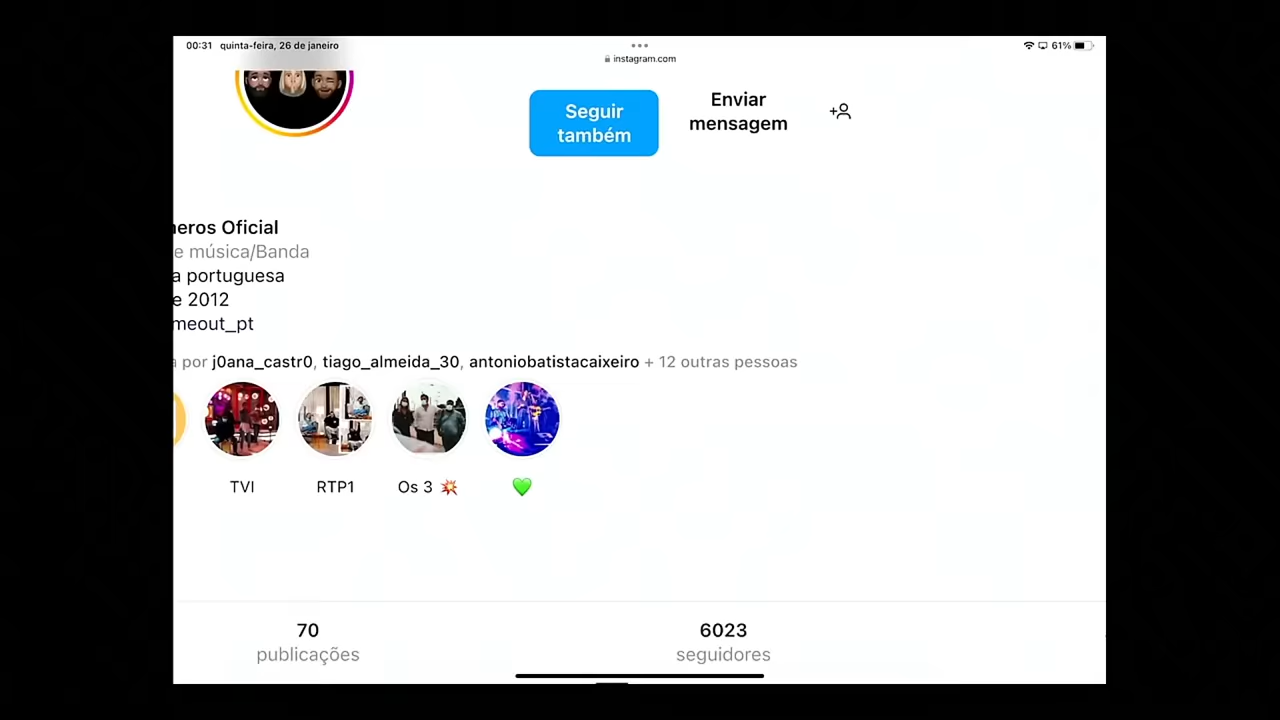 00:31 quinta-feira, 26 de janeiro
61%
instagram.com
Seguir
também
Enviar
mensagem
neros Oficial
e música/Banda
a portuguesa
e 2012
meout_pt
a por j0ana_castr0, tiago_almeida_30, antoniobatistacaixeiro + 12 outras pessoas
TVI
RTP1
Os 3 💥
💚
70
publicações
6023
seguidores